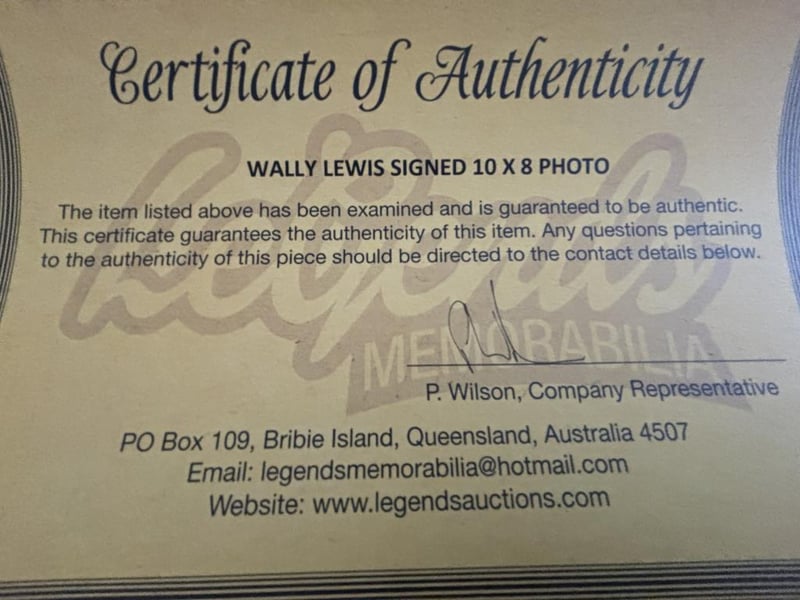 Certificate of Authenticity
WALLY LEWIS SIGNED 10 X 8 PHOTO
The item listed above has been examined and is guaranteed to be authentic.
This certificate guarantees the authenticity of this item. Any questions pertaining
to the authenticity of this piece should be directed to the contact details below.
Legends
MEMORABILIA
P. Wilson, Company Representative
PO Box 109, Bribie Island, Queensland, Australia 4507
Email: legendsmemorabilia@hotmail.com
Website: www.legendsauctions.com